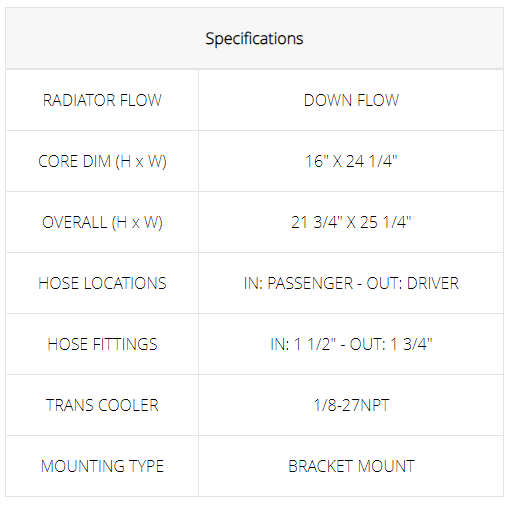 Specifications
RADIATOR FLOW DOWN FLOW
CORE DIM (H x W) 16" X 24 1/4"
OVERALL (H x W) 21 3/4" X 25 1/4"
HOSE LOCATIONS IN: PASSENGER - OUT: DRIVER
HOSE FITTINGS IN: 1 1/2" - OUT: 1 3/4"
TRANS COOLER 1/8-27NPT
MOUNTING TYPE BRACKET MOUNT